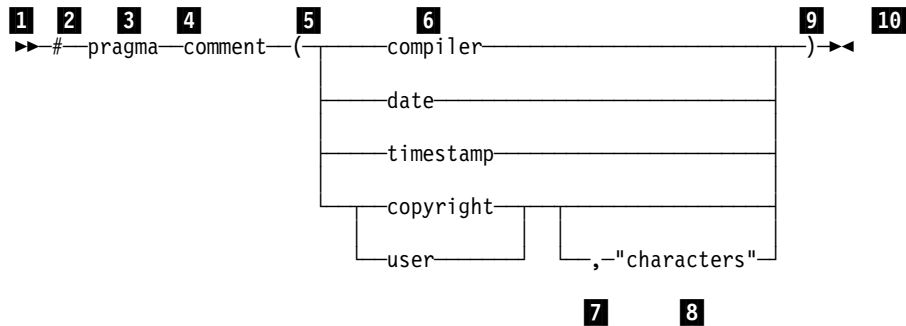 1 2 3 4 5 6 9 10
# pragma comment ( compiler )
date
timestamp
copyright
user , "characters"
7 8